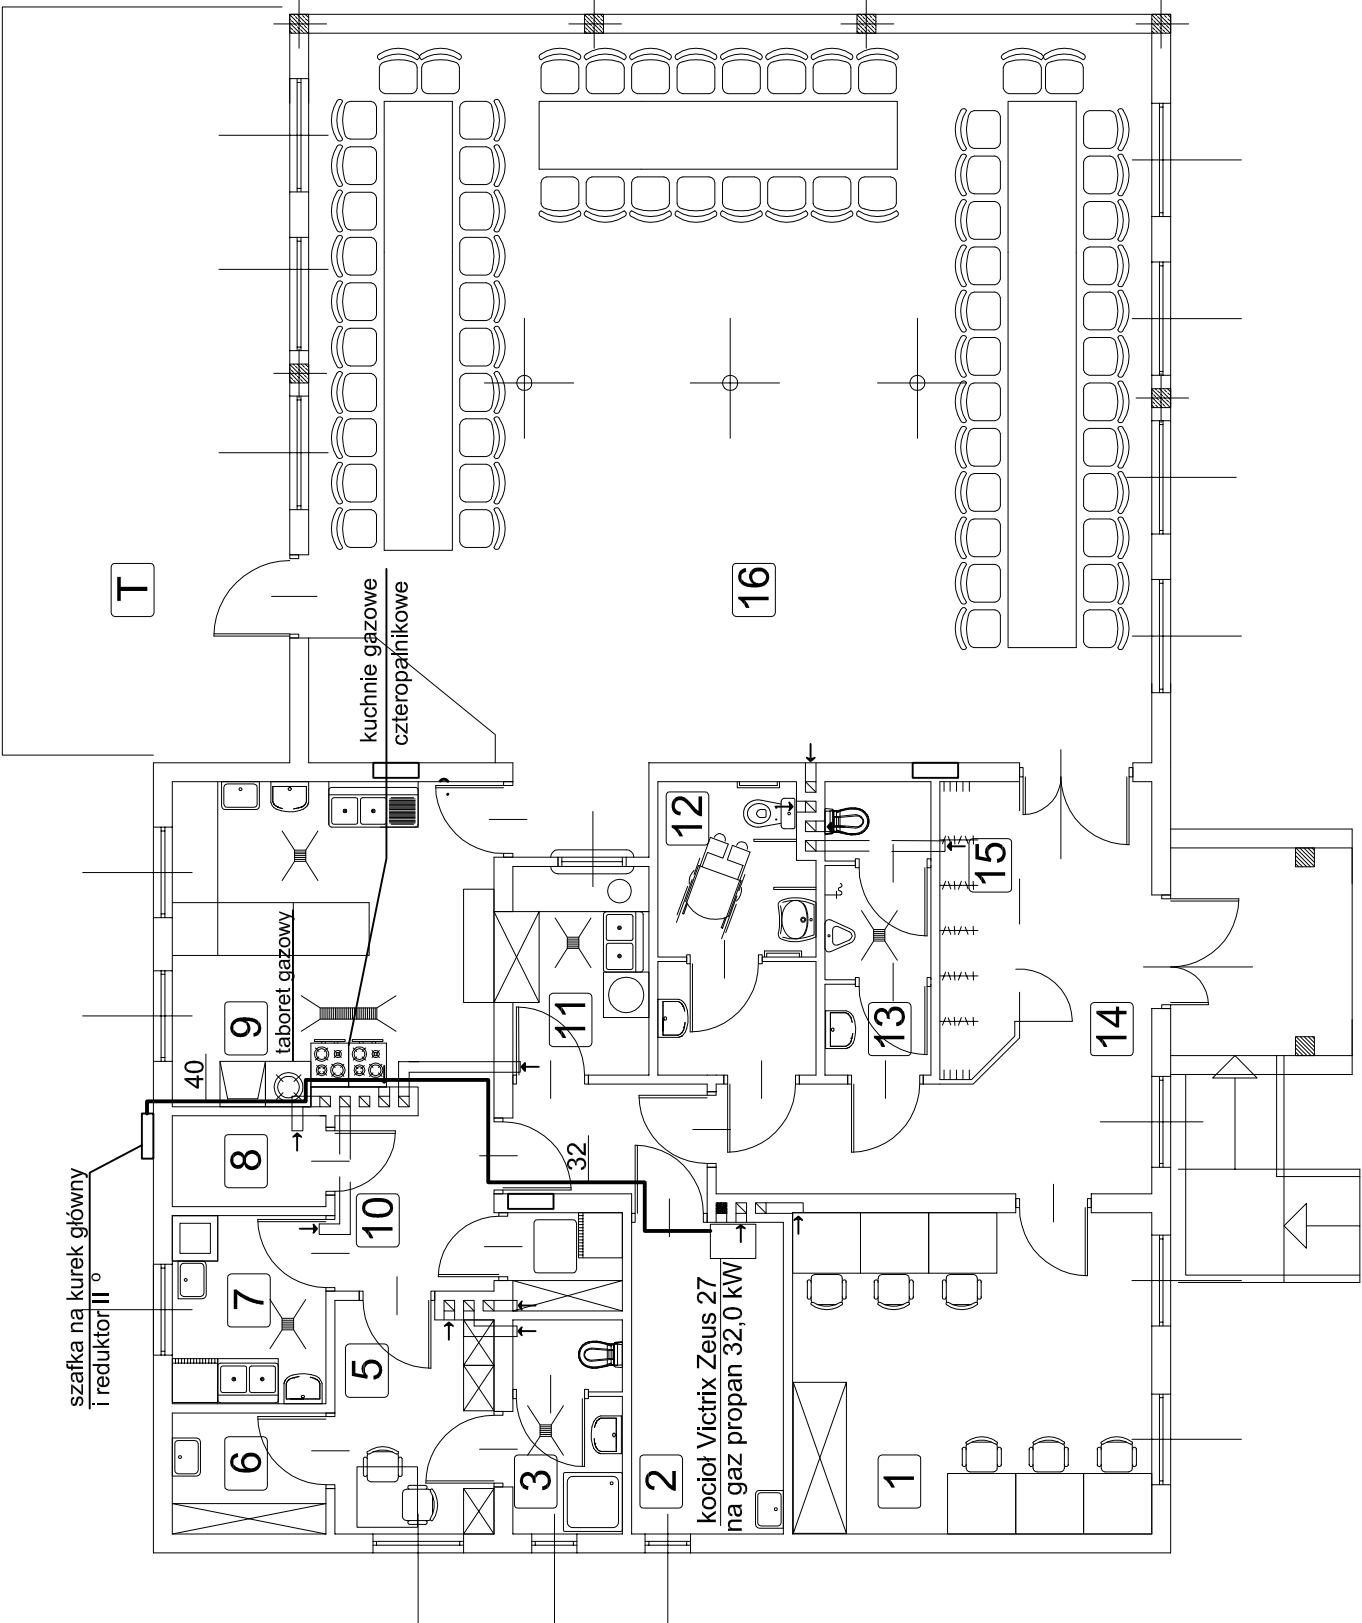 T
kuchnie gazowe
czteropalnikowe
16
12
15
9
taboret gazowy
11
13
14
40
8
szafka na kurek główny
i reduktor II °
10
32
7
5
kocioł Victrix Zeus 27
na gaz propan 32,0 kW
6
3
2
1